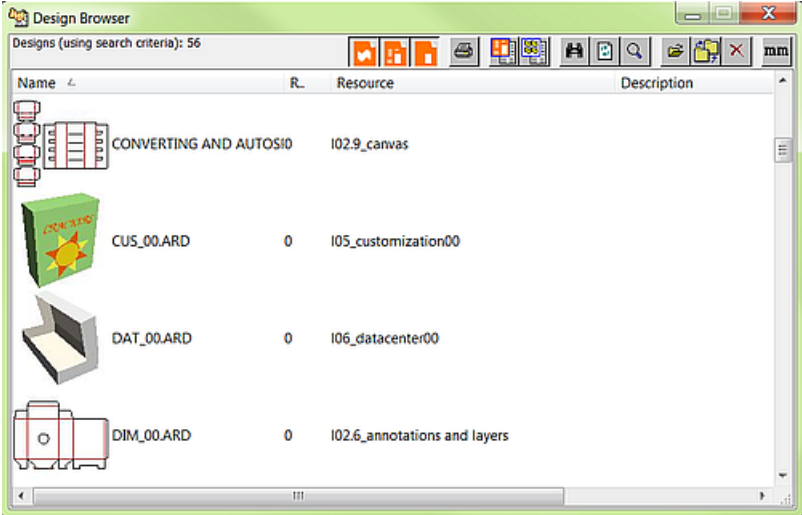 Design Browser
Designs (using search criteria): 56
mm
Name R.. Resource Description
CONVERTING AND AUTOSI0 I02.9_canvas
CRACKERS
CUS_00.ARD 0 I05_customization00
DAT_00.ARD 0 I06_datacenter00
DIM_00.ARD 0 I02.6_annotations and layers